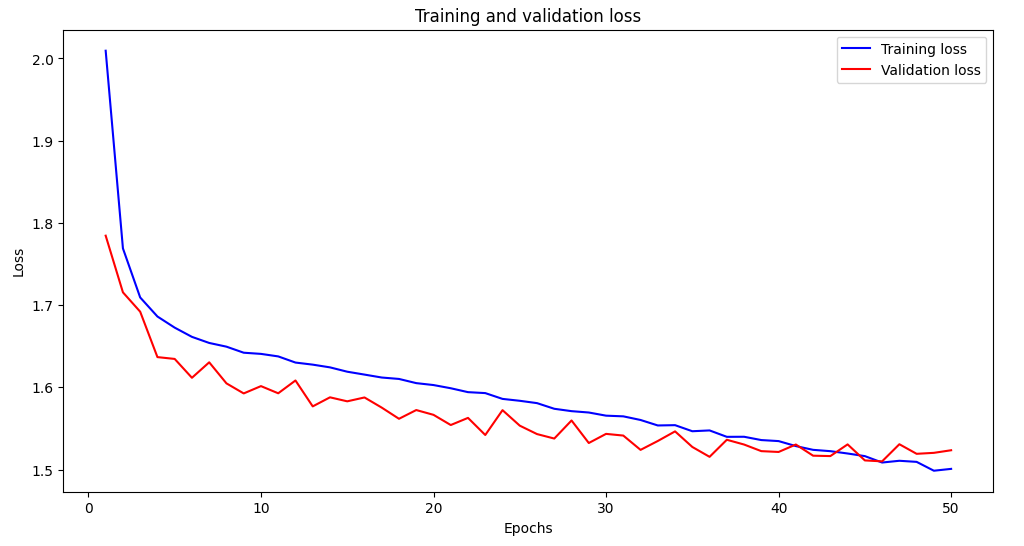 Training and validation loss
Training loss
Validation loss
2.0
1.9
1.8
1.7
1.6
1.5
Loss
0 10 20 30 40 50
Epochs